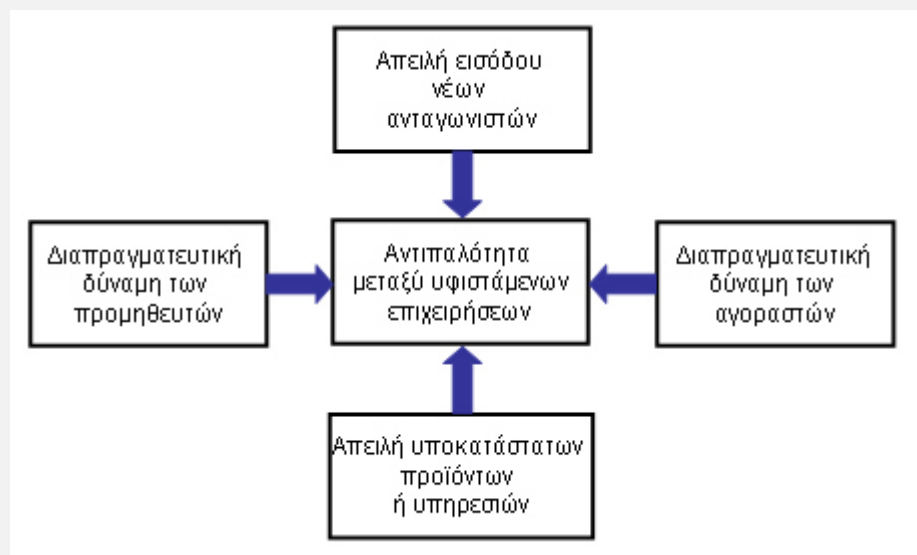 Απειλή εισόδου
νέων
ανταγωνιστών
Διαπραγματευτική
δύναμη των
προμηθευτών
Αντιπαλότητα
μεταξύ υφιστάμενων
επιχειρήσεων
Διαπραγματευτική
δύναμη των
αγοραστών
Απειλή υποκατάστατων
προϊόντων
ή υπηρεσιών